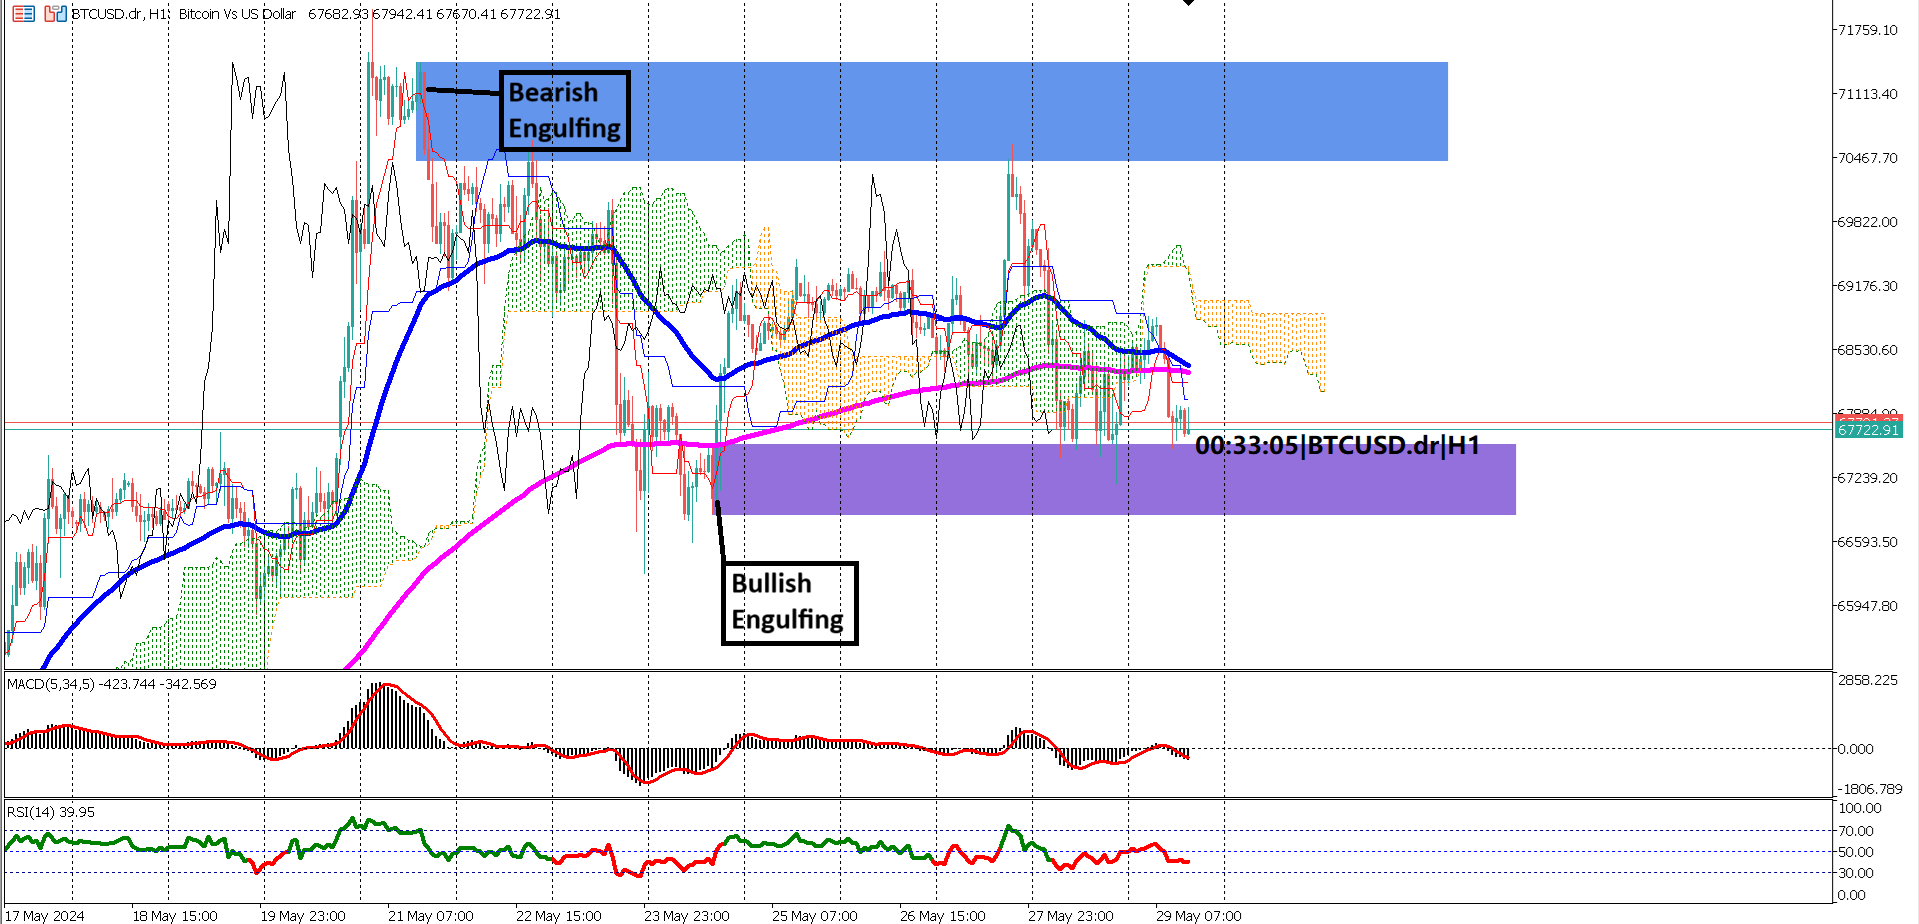 BTCUSD.dr, H1: Bitcoin Vs US Dollar 67682.93 67942.41 67670.41 67722.91
71759.10
Bearish
Engulfing
71113.40
70467.70
69822.00
69176.30
68530.60
67722.91
00:33:05|BTCUSD.dr|H1
67239.20
66593.50
Bullish
Engulfing
65947.80
MACD(5,34,5) -423.744 -342.569
2858.225
0.000
-1806.789
RSI(14) 39.95
100.00
70.00
50.00
30.00
0.00
17 May 2024
18 May 15:00
19 May 23:00
21 May 07:00
22 May 15:00
23 May 23:00
25 May 07:00
26 May 15:00
27 May 23:00
29 May 07:00